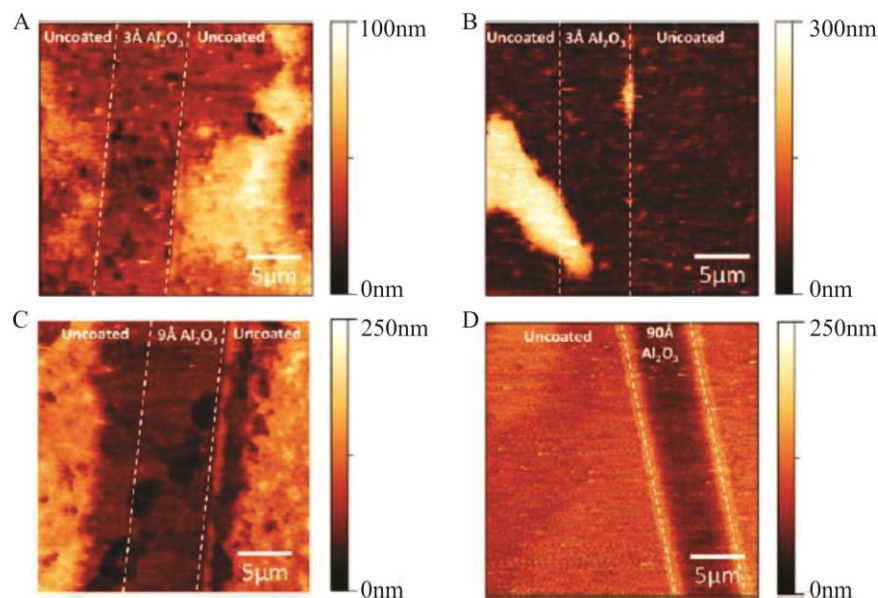 A
Uncoated 3Å Al₂O₃ Uncoated
5μm
100nm
0nm
B
Uncoated 3Å Al₂O₃ Uncoated
5μm
300nm
0nm
C
Uncoated 9Å Al₂O₃ Uncoated
5μm
250nm
0nm
D
Uncoated 90Å
Al₂O₃
5μm
250nm
0nm